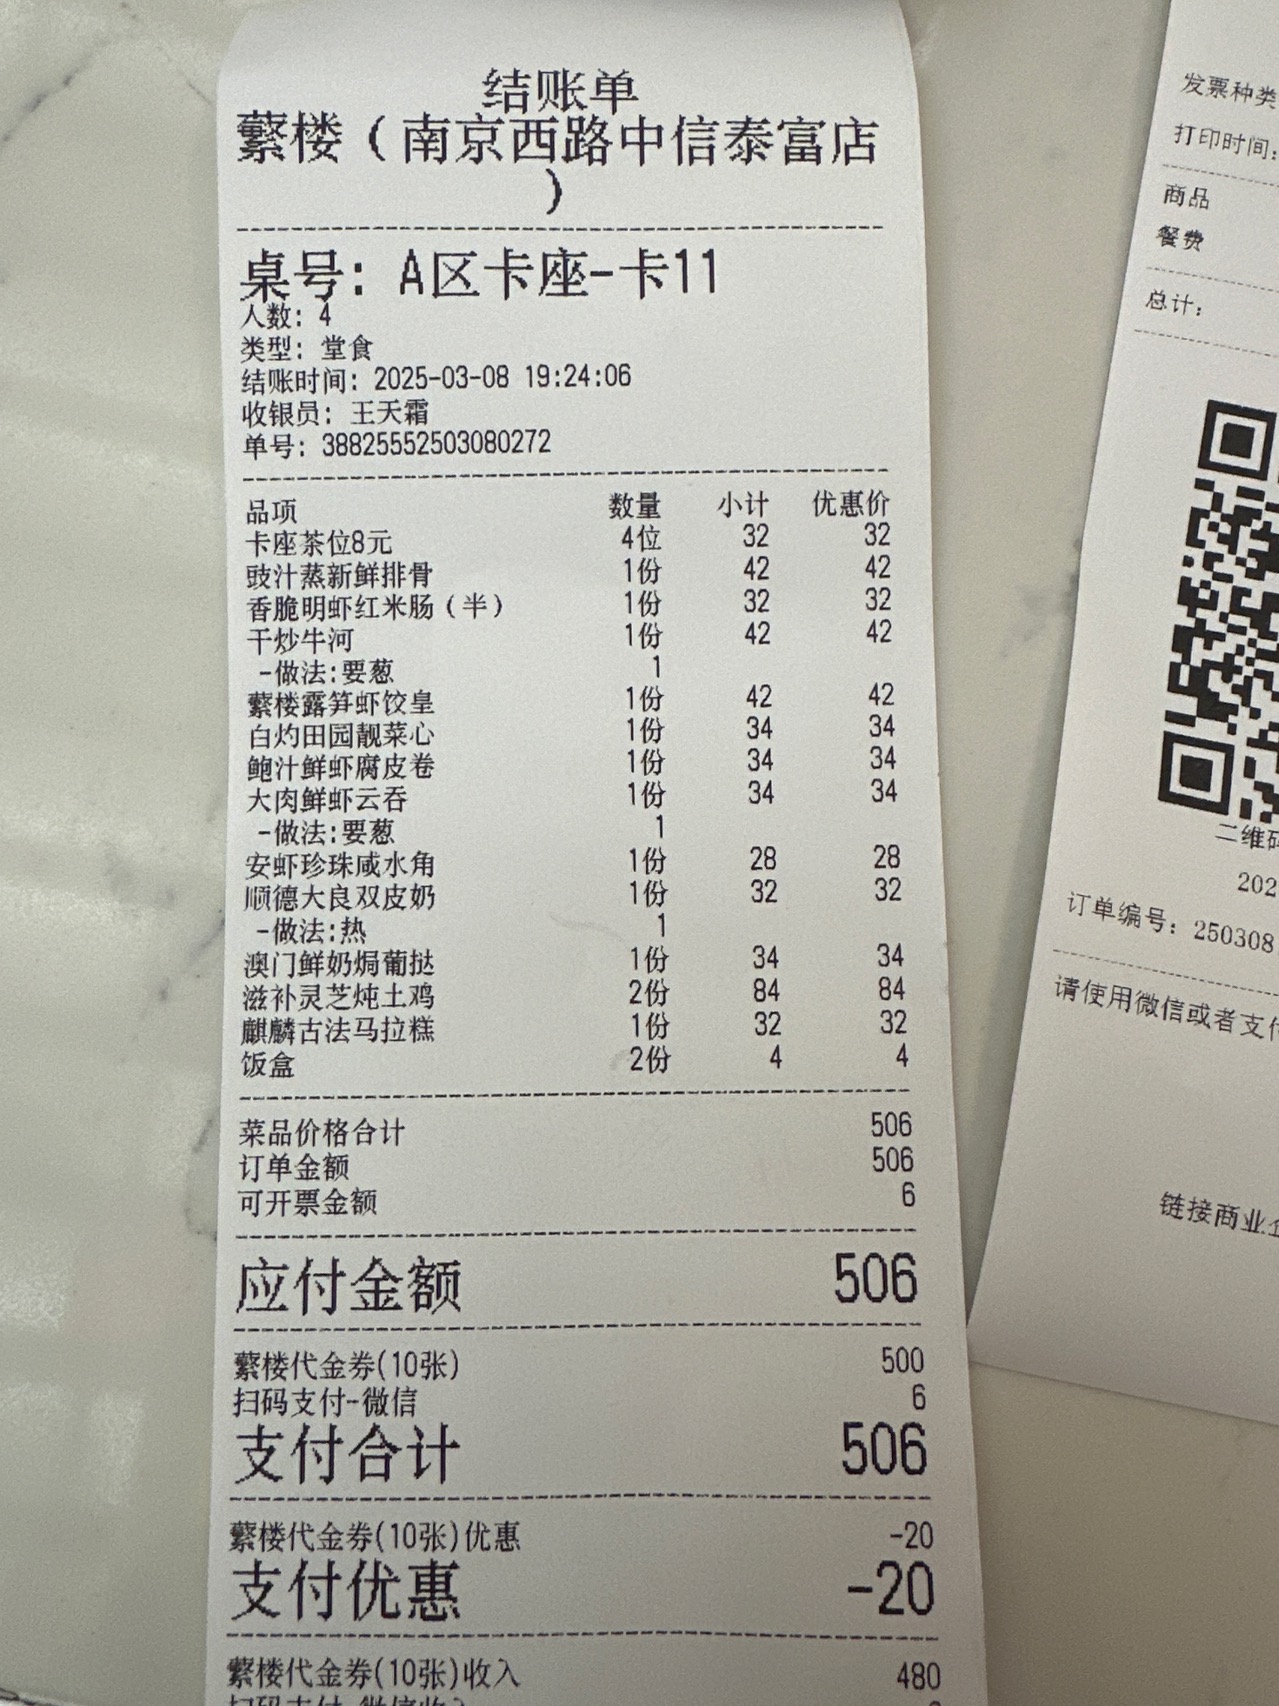 结账单
蘩楼（南京西路中信泰富店
）
桌号: A区卡座-卡11
人数: 4
类型: 堂食
结账时间: 2025-03-08 19:24:06
收银员: 王天霜
单号: 38825552503080272
品项 数量 小计 优惠价
卡座茶位8元 4位 32 32
豉汁蒸新鲜排骨 1份 42 42
香脆明虾红米肠（半） 1份 32 32
干炒牛河 1份 42 42
-做法:要葱 1
蘩楼露笋虾饺皇 1份 42 42
白灼田园靓菜心 1份 34 34
鲍汁鲜虾腐皮卷 1份 34 34
大肉鲜虾云吞 1份 34 34
-做法:要葱 1
安虾珍珠咸水角 1份 28 28
顺德大良双皮奶 1份 32 32
-做法:热 1
澳门鲜奶焗葡挞 1份 34 34
滋补灵芝炖土鸡 2份 84 84
麒麟古法马拉糕 1份 32 32
饭盒 2份 4 4
菜品价格合计 506
订单金额 506
可开票金额 6
应付金额 506
蘩楼代金券(10张) 500
扫码支付-微信 6
支付合计 506
蘩楼代金券(10张)优惠 -20
支付优惠 -20
蘩楼代金券(10张)收入 480
发票种类
打印时间:
商品
餐费
总计:
二维码
202
订单编号: 250308
请使用微信或者支付
链接商业